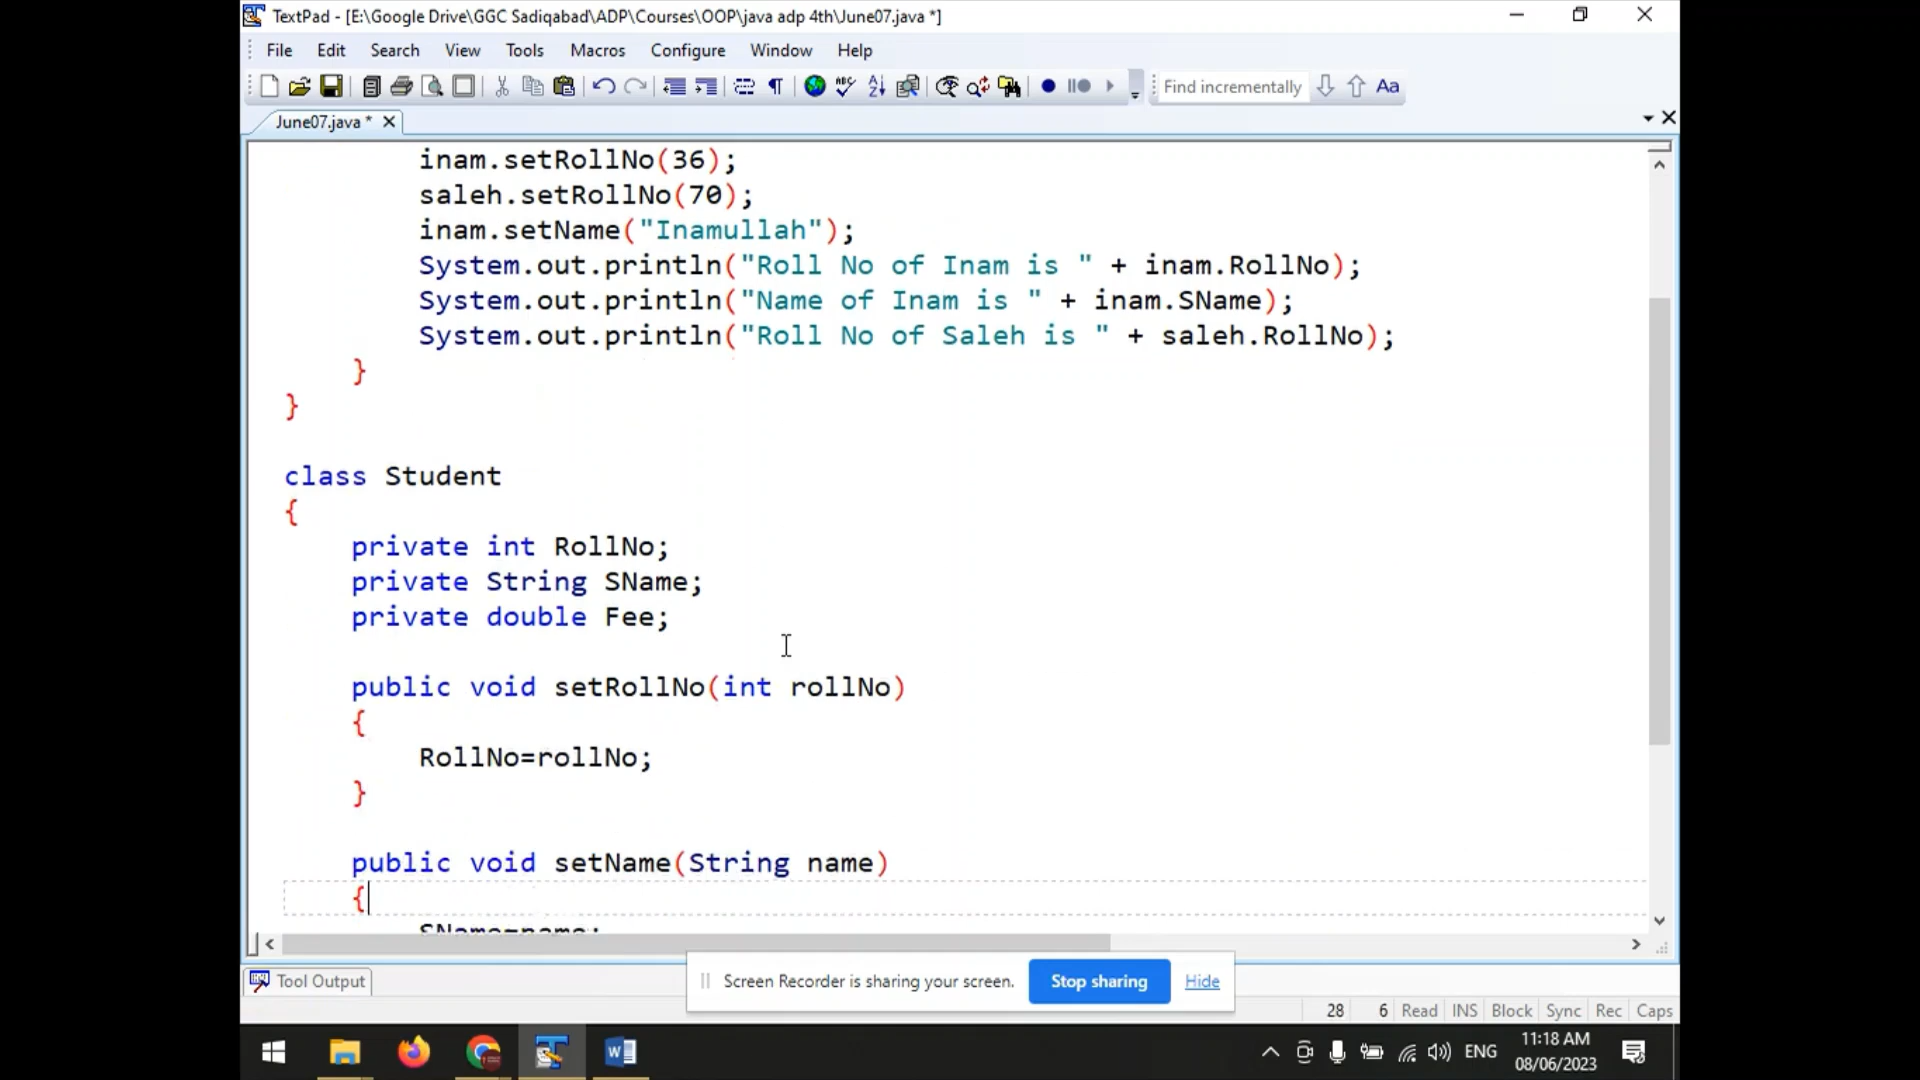 TextPad - [E:\Google Drive\GGC Sadiqabad\ADP\Courses\OOP\java adp 4th\June07.java *]
File Edit Search View Tools Macros Configure Window Help
Find incrementally Aa
June07.java *
inam.setRollNo(36);
saleh.setRollNo(70);
inam.setName("Inamullah");
System.out.println("Roll No of Inam is " + inam.RollNo);
System.out.println("Name of Inam is " + inam.SName);
System.out.println("Roll No of Saleh is " + saleh.RollNo);
}
}
class Student
{
private int RollNo;
private String SName;
private double Fee;
public void setRollNo(int rollNo)
{
RollNo=rollNo;
}
public void setName(String name)
{
SName=name;
Tool Output
Screen Recorder is sharing your screen. Stop sharing Hide
28 6 Read INS Block Sync Rec Caps
ENG 11:18 AM
08/06/2023